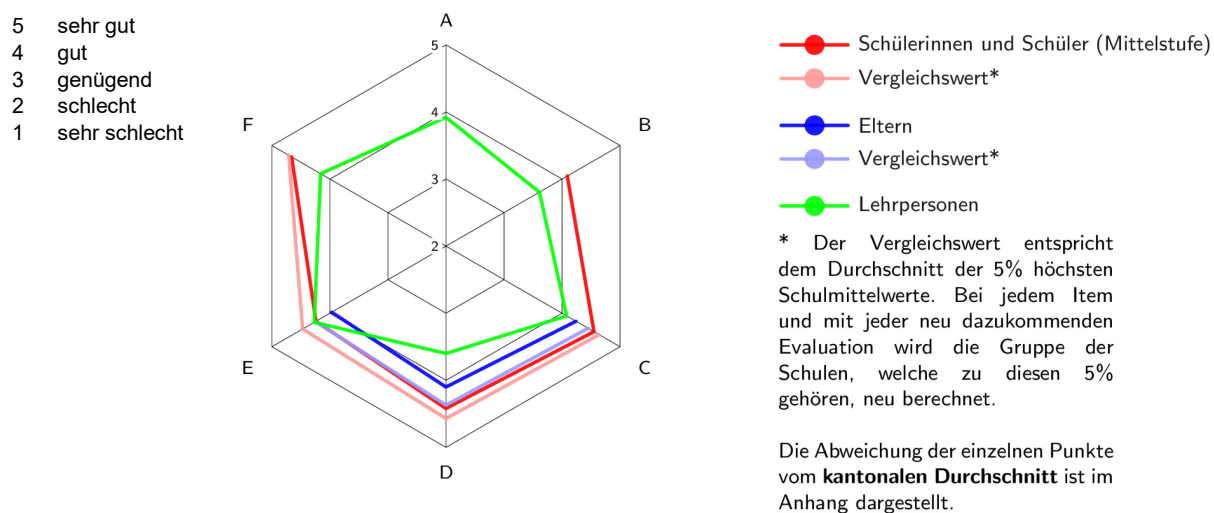 5 sehr gut
4 gut
3 genügend
2 schlecht
1 sehr schlecht
A
5
4
3
2
B
C
D
E
F
Schülerinnen und Schüler (Mittelstufe)
Vergleichswert*
Eltern
Vergleichswert*
Lehrpersonen
* Der Vergleichswert entspricht
dem Durchschnitt der 5% höchsten
Schulmittelwerte. Bei jedem Item
und mit jeder neu dazukommenden
Evaluation wird die Gruppe der
Schulen, welche zu diesen 5%
gehören, neu berechnet.
Die Abweichung der einzelnen Punkte
vom kantonalen Durchschnitt ist im
Anhang dargestellt.